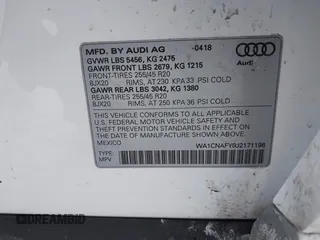 MFD. BY AUDI AG -0418
GVWR LBS 5456, KG 2475
GAWR FRONT LBS 2679, KG 1215
FRONT-TIRES 255/45 R20
8JX20 RIMS, AT 230 KPA 33 PSI COLD
GAWR REAR LBS 3042, KG 1380
REAR-TIRES 255/45 R20
8JX20 RIMS, AT 250 KPA 36 PSI COLD
THIS VEHICLE CONFORMS TO ALL APPLICABLE
U.S. FEDERAL MOTOR VEHICLE SAFETY, BUMPER,
AND THEFT PREVENTION STANDARDS IN EFFECT
ON THE DATE OF MANUFACTURE SHOWN ABOVE.
MEXICO
Audi
WA1CNAFY9J2171198
TYPE:
MPV
DREAMBID